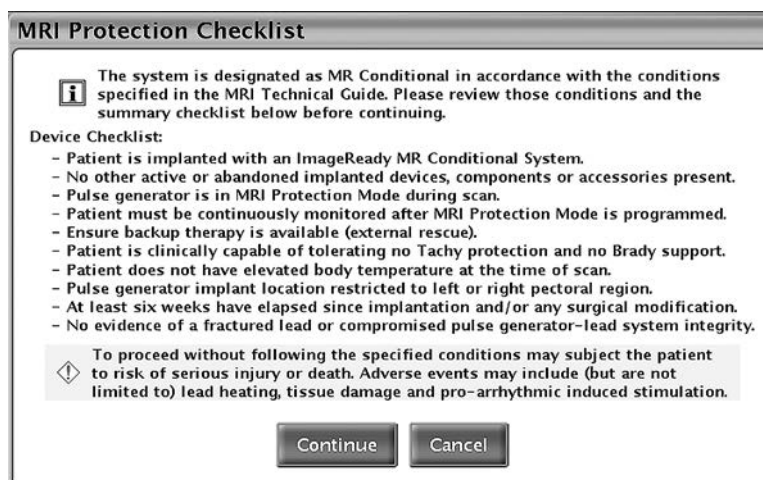 MRI Protection Checklist
The system is designated as MR Conditional in accordance with the conditions
specified in the MRI Technical Guide. Please review those conditions and the
summary checklist below before continuing.
Device Checklist:
– Patient is implanted with an ImageReady MR Conditional System.
– No other active or abandoned implanted devices, components or accessories present.
– Pulse generator is in MRI Protection Mode during scan.
– Patient must be continuously monitored after MRI Protection Mode is programmed.
– Ensure backup therapy is available (external rescue).
– Patient is clinically capable of tolerating no Tachy protection and no Brady support.
– Patient does not have elevated body temperature at the time of scan.
– Pulse generator implant location restricted to left or right pectoral region.
– At least six weeks have elapsed since implantation and/or any surgical modification.
– No evidence of a fractured lead or compromised pulse generator–lead system integrity.
To proceed without following the specified conditions may subject the patient
to risk of serious injury or death. Adverse events may include (but are not
limited to) lead heating, tissue damage and pro–arrhythmic induced stimulation.
Continue Cancel